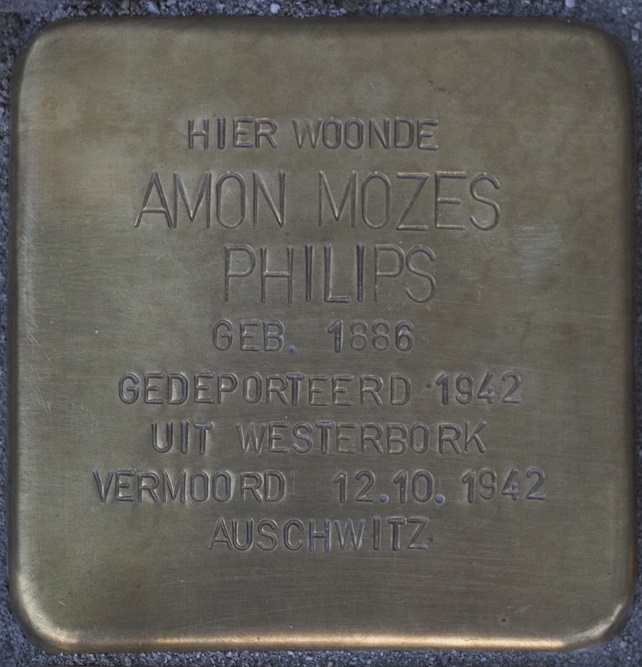 HIER WOONDE
AMON MOZES
PHILIPS
GEB. 1886
GEDEPORTEERD 1942
UIT WESTERBORK
VERMOORD 12.10.1942
AUSCHWITZ